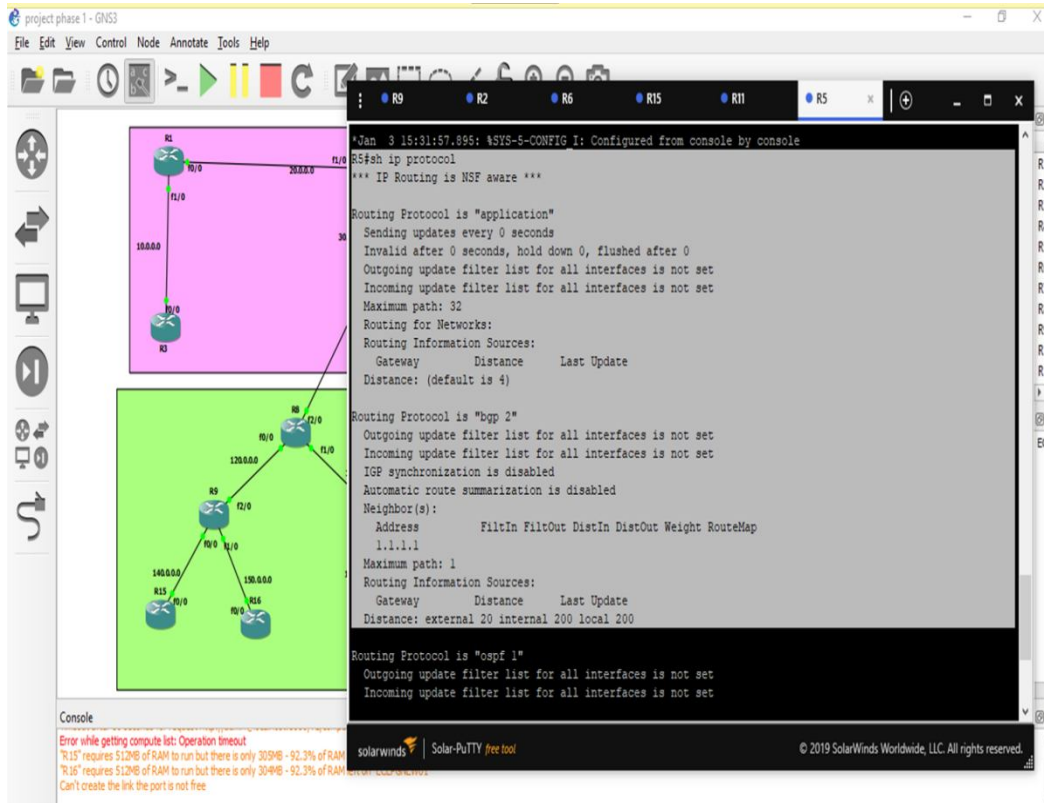 project phase 1 - GNS3
File Edit View Control Node Annotate Tools Help
R9 R2 R6 R15 R11 R5
*Jan 3 15:31:57.895: %SYS-5-CONFIG_I: Configured from console by console
R5#sh ip protocol
*** IP Routing is NSF aware ***
Routing Protocol is "application"
Sending updates every 0 seconds
Invalid after 0 seconds, hold down 0, flushed after 0
Outgoing update filter list for all interfaces is not set
Incoming update filter list for all interfaces is not set
Maximum path: 32
Routing for Networks:
Routing Information Sources:
Gateway Distance Last Update
Distance: (default is 4)
Routing Protocol is "bgp 2"
Outgoing update filter list for all interfaces is not set
Incoming update filter list for all interfaces is not set
IGP synchronization is disabled
Automatic route summarization is disabled
Neighbor(s):
Address FiltIn FiltOut DistIn DistOut Weight RouteMap
1.1.1.1
Maximum path: 1
Routing Information Sources:
Gateway Distance Last Update
Distance: external 20 internal 200 local 200
Routing Protocol is "ospf 1"
Outgoing update filter list for all interfaces is not set
Incoming update filter list for all interfaces is not set
solarwinds Solar-PuTTY free tool © 2019 SolarWinds Worldwide, LLC. All rights reserved.
R1
f0/0
20.0.0.0
f1/0
f1/0
10.0.0.0
30
f0/0
R3
R8
f2/0
f0/0
f1/0
120.0.0.0
R9
f2/0
f0/0 f1/0
140.0.0.0
150.0.0.0
R15
f0/0
R16
f0/0
Console
Error while getting compute list: Operation timeout
"R15" requires 512MB of RAM to run but there is only 305MB - 92.3% of RAM
"R16" requires 512MB of RAM to run but there is only 304MB - 92.3% of RAM
Can't create the link the port is not free